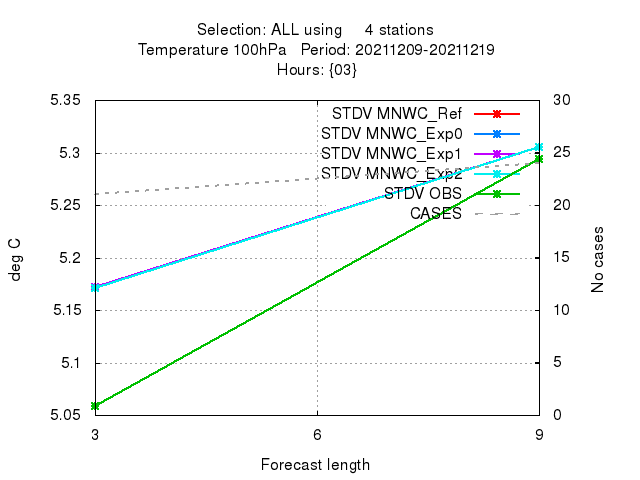 Selection: ALL using 4 stations
Temperature 100hPa Period: 20211209-20211219
Hours: {03}
5.35
5.3
5.25
5.2
5.15
5.1
5.05
30
25
20
15
10
5
0
STDV MNWC_Ref
STDV MNWC_Exp0
STDV MNWC_Exp1
STDV MNWC_Exp2
STDV OBS
CASES
deg C
No cases
3 6 9
Forecast length